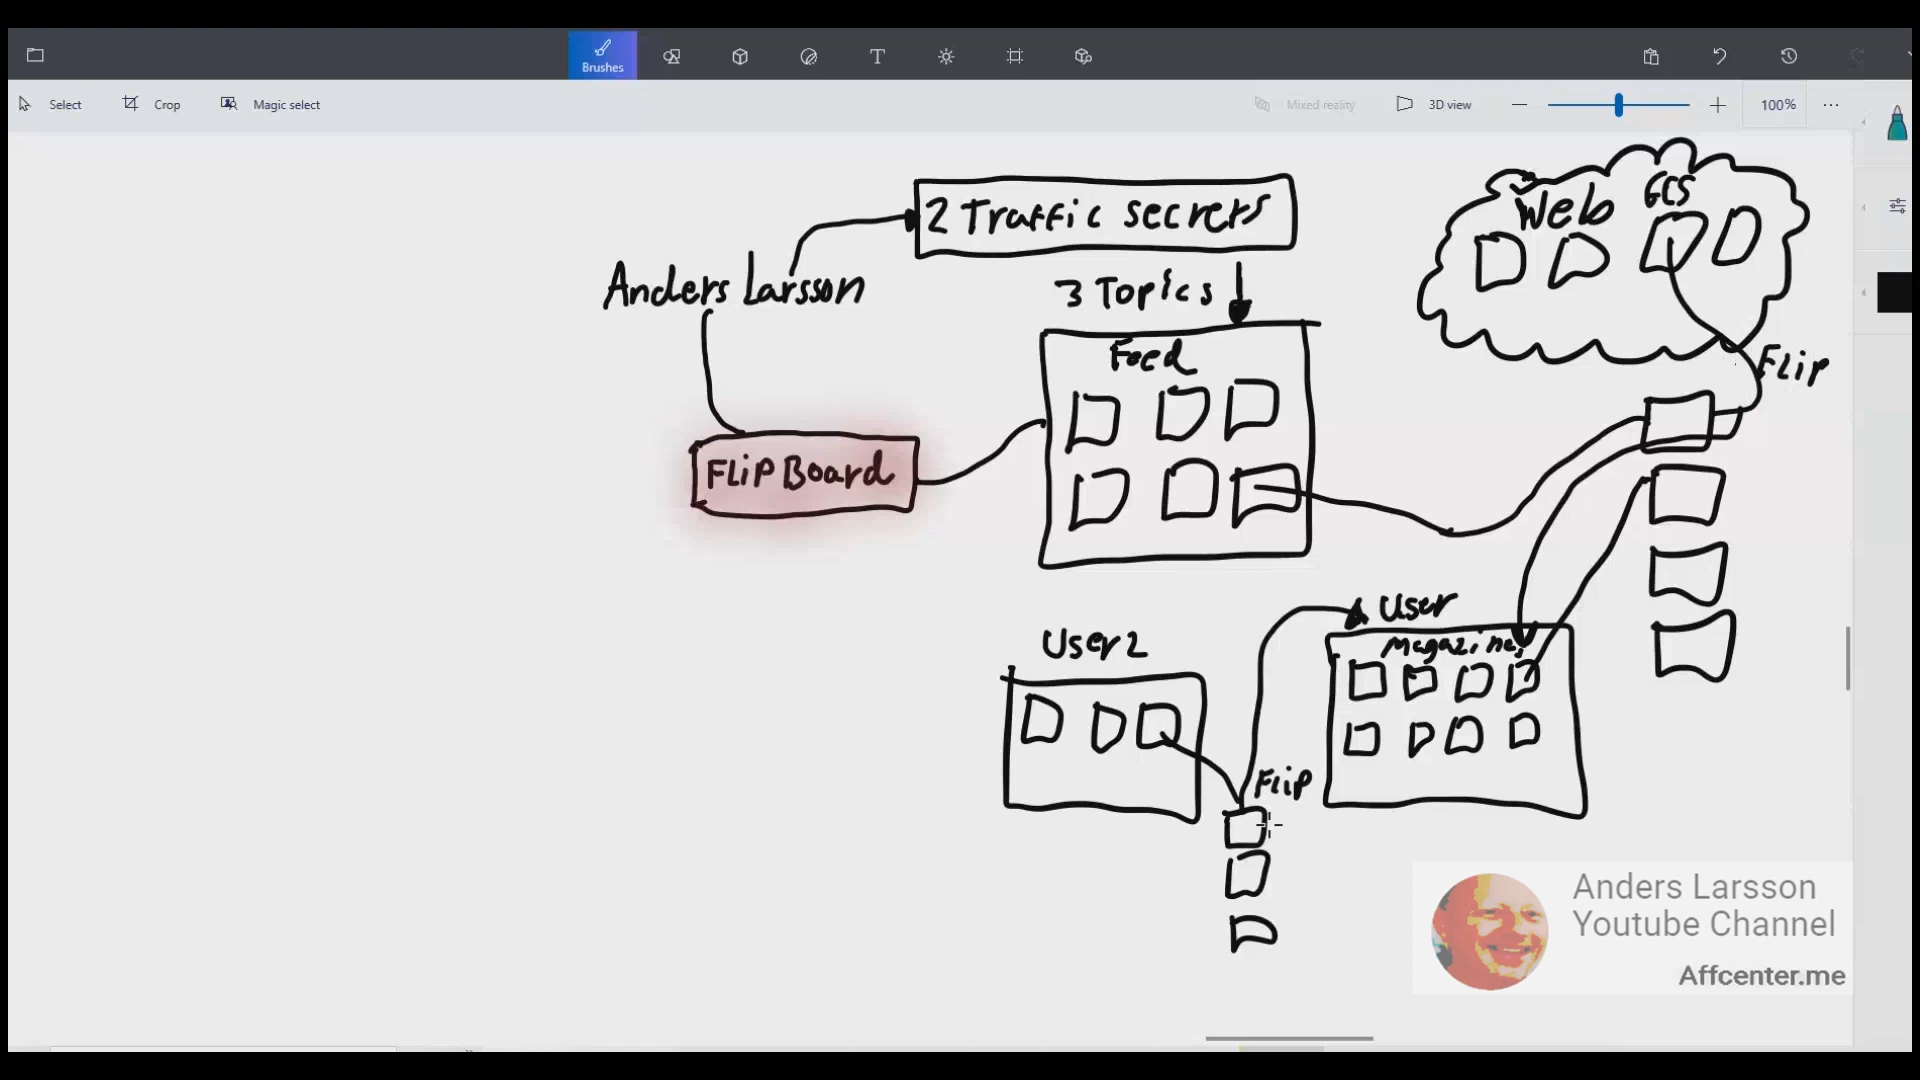 Brushes
Select
Crop
Magic select
Mixed reality
3D view
100%
2 Traffic secrets
Anders Larsson
3 Topics
Feed
FLiPBoard
Web
GCS
FLip
User2
User
Magazines
FLip
Anders Larsson
Youtube Channel
Affcenter.me